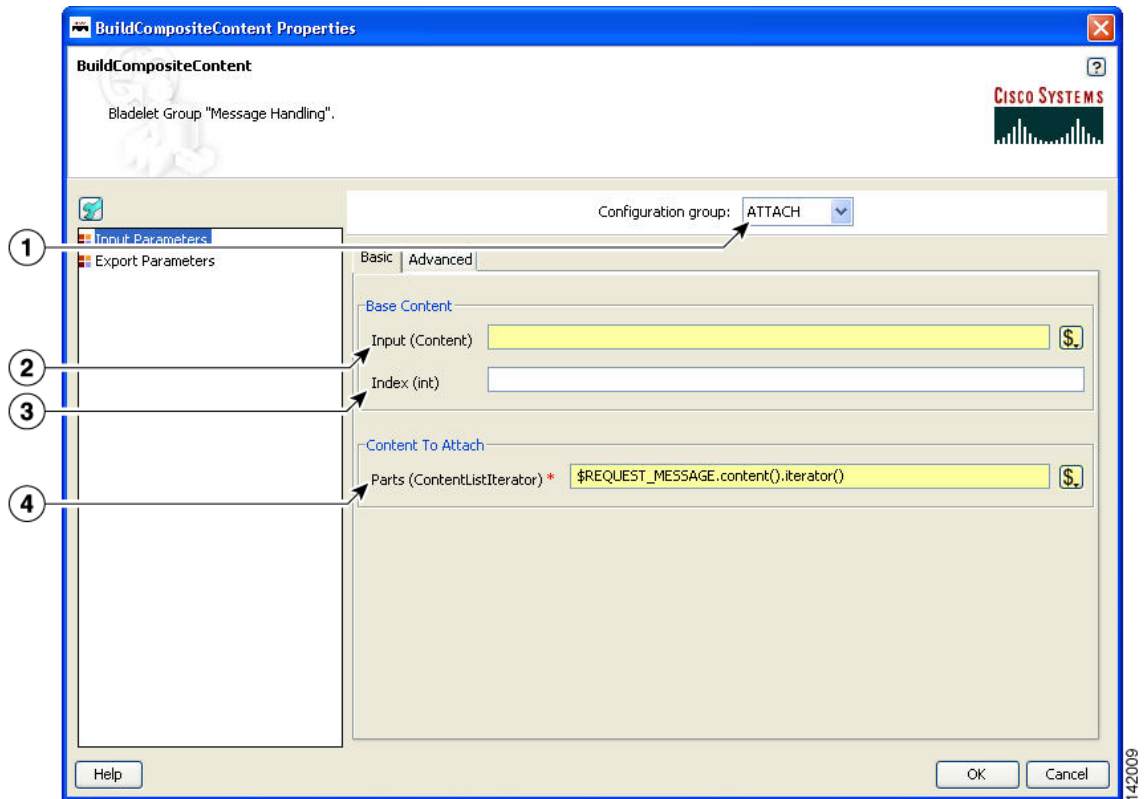 BuildCompositeContent Properties
BuildCompositeContent
?
Bladelet Group "Message Handling".
CISCO SYSTEMS
Configuration group: ATTACH
1
Input Parameters
Export Parameters
Basic Advanced
Base Content
Input (Content) $
2
Index (int)
3
Content To Attach
Parts (ContentListIterator) * $REQUEST_MESSAGE.content().iterator() $
4
Help OK Cancel
142009